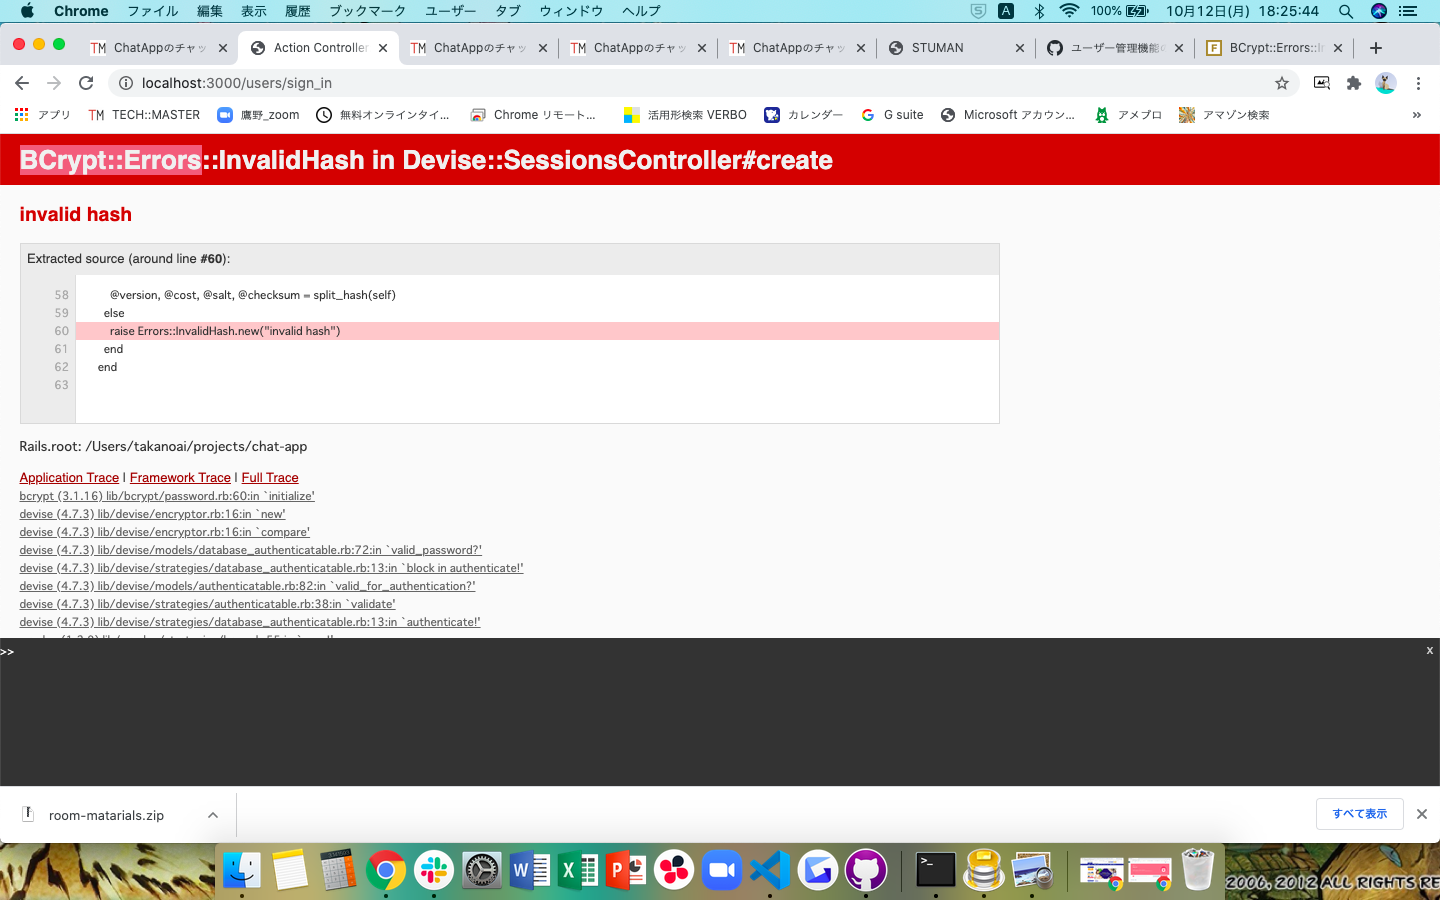 Chrome ファイル 編集 表示 履歴 ブックマーク ユーザー タブ ウィンドウ ヘルプ A 100% 10月12日(月) 18:25:44
TM ChatAppのチャッ Action Controller TM ChatAppのチャッ TM ChatAppのチャッ TM ChatAppのチャッ STUMAN ユーザー管理機能の F BCrypt::Errors::In
localhost:3000/users/sign_in
アプリ TM TECH::MASTER 鷹野_zoom 無料オンラインタイ... Chrome リモート... 活用形検索 VERBO カレンダー G suite Microsoft アカウン... アメプロ アマゾン検索 »
BCrypt::Errors::InvalidHash in Devise::SessionsController#create
invalid hash
Extracted source (around line #60):
58 @version, @cost, @salt, @checksum = split_hash(self)
59 else
60 raise Errors::InvalidHash.new("invalid hash")
61 end
62 end
63
Rails.root: /Users/takanoai/projects/chat-app
Application Trace | Framework Trace | Full Trace
bcrypt (3.1.16) lib/bcrypt/password.rb:60:in `initialize'
devise (4.7.3) lib/devise/encryptor.rb:16:in `new'
devise (4.7.3) lib/devise/encryptor.rb:16:in `compare'
devise (4.7.3) lib/devise/models/database_authenticatable.rb:72:in `valid_password?'
devise (4.7.3) lib/devise/strategies/database_authenticatable.rb:13:in `block in authenticate!'
devise (4.7.3) lib/devise/models/authenticatable.rb:82:in `valid_for_authentication?'
devise (4.7.3) lib/devise/strategies/authenticatable.rb:38:in `validate'
devise (4.7.3) lib/devise/strategies/database_authenticatable.rb:13:in `authenticate!'
>> x
room-matarials.zip すべて表示
2006, 2012 ALL RIGHTS RE